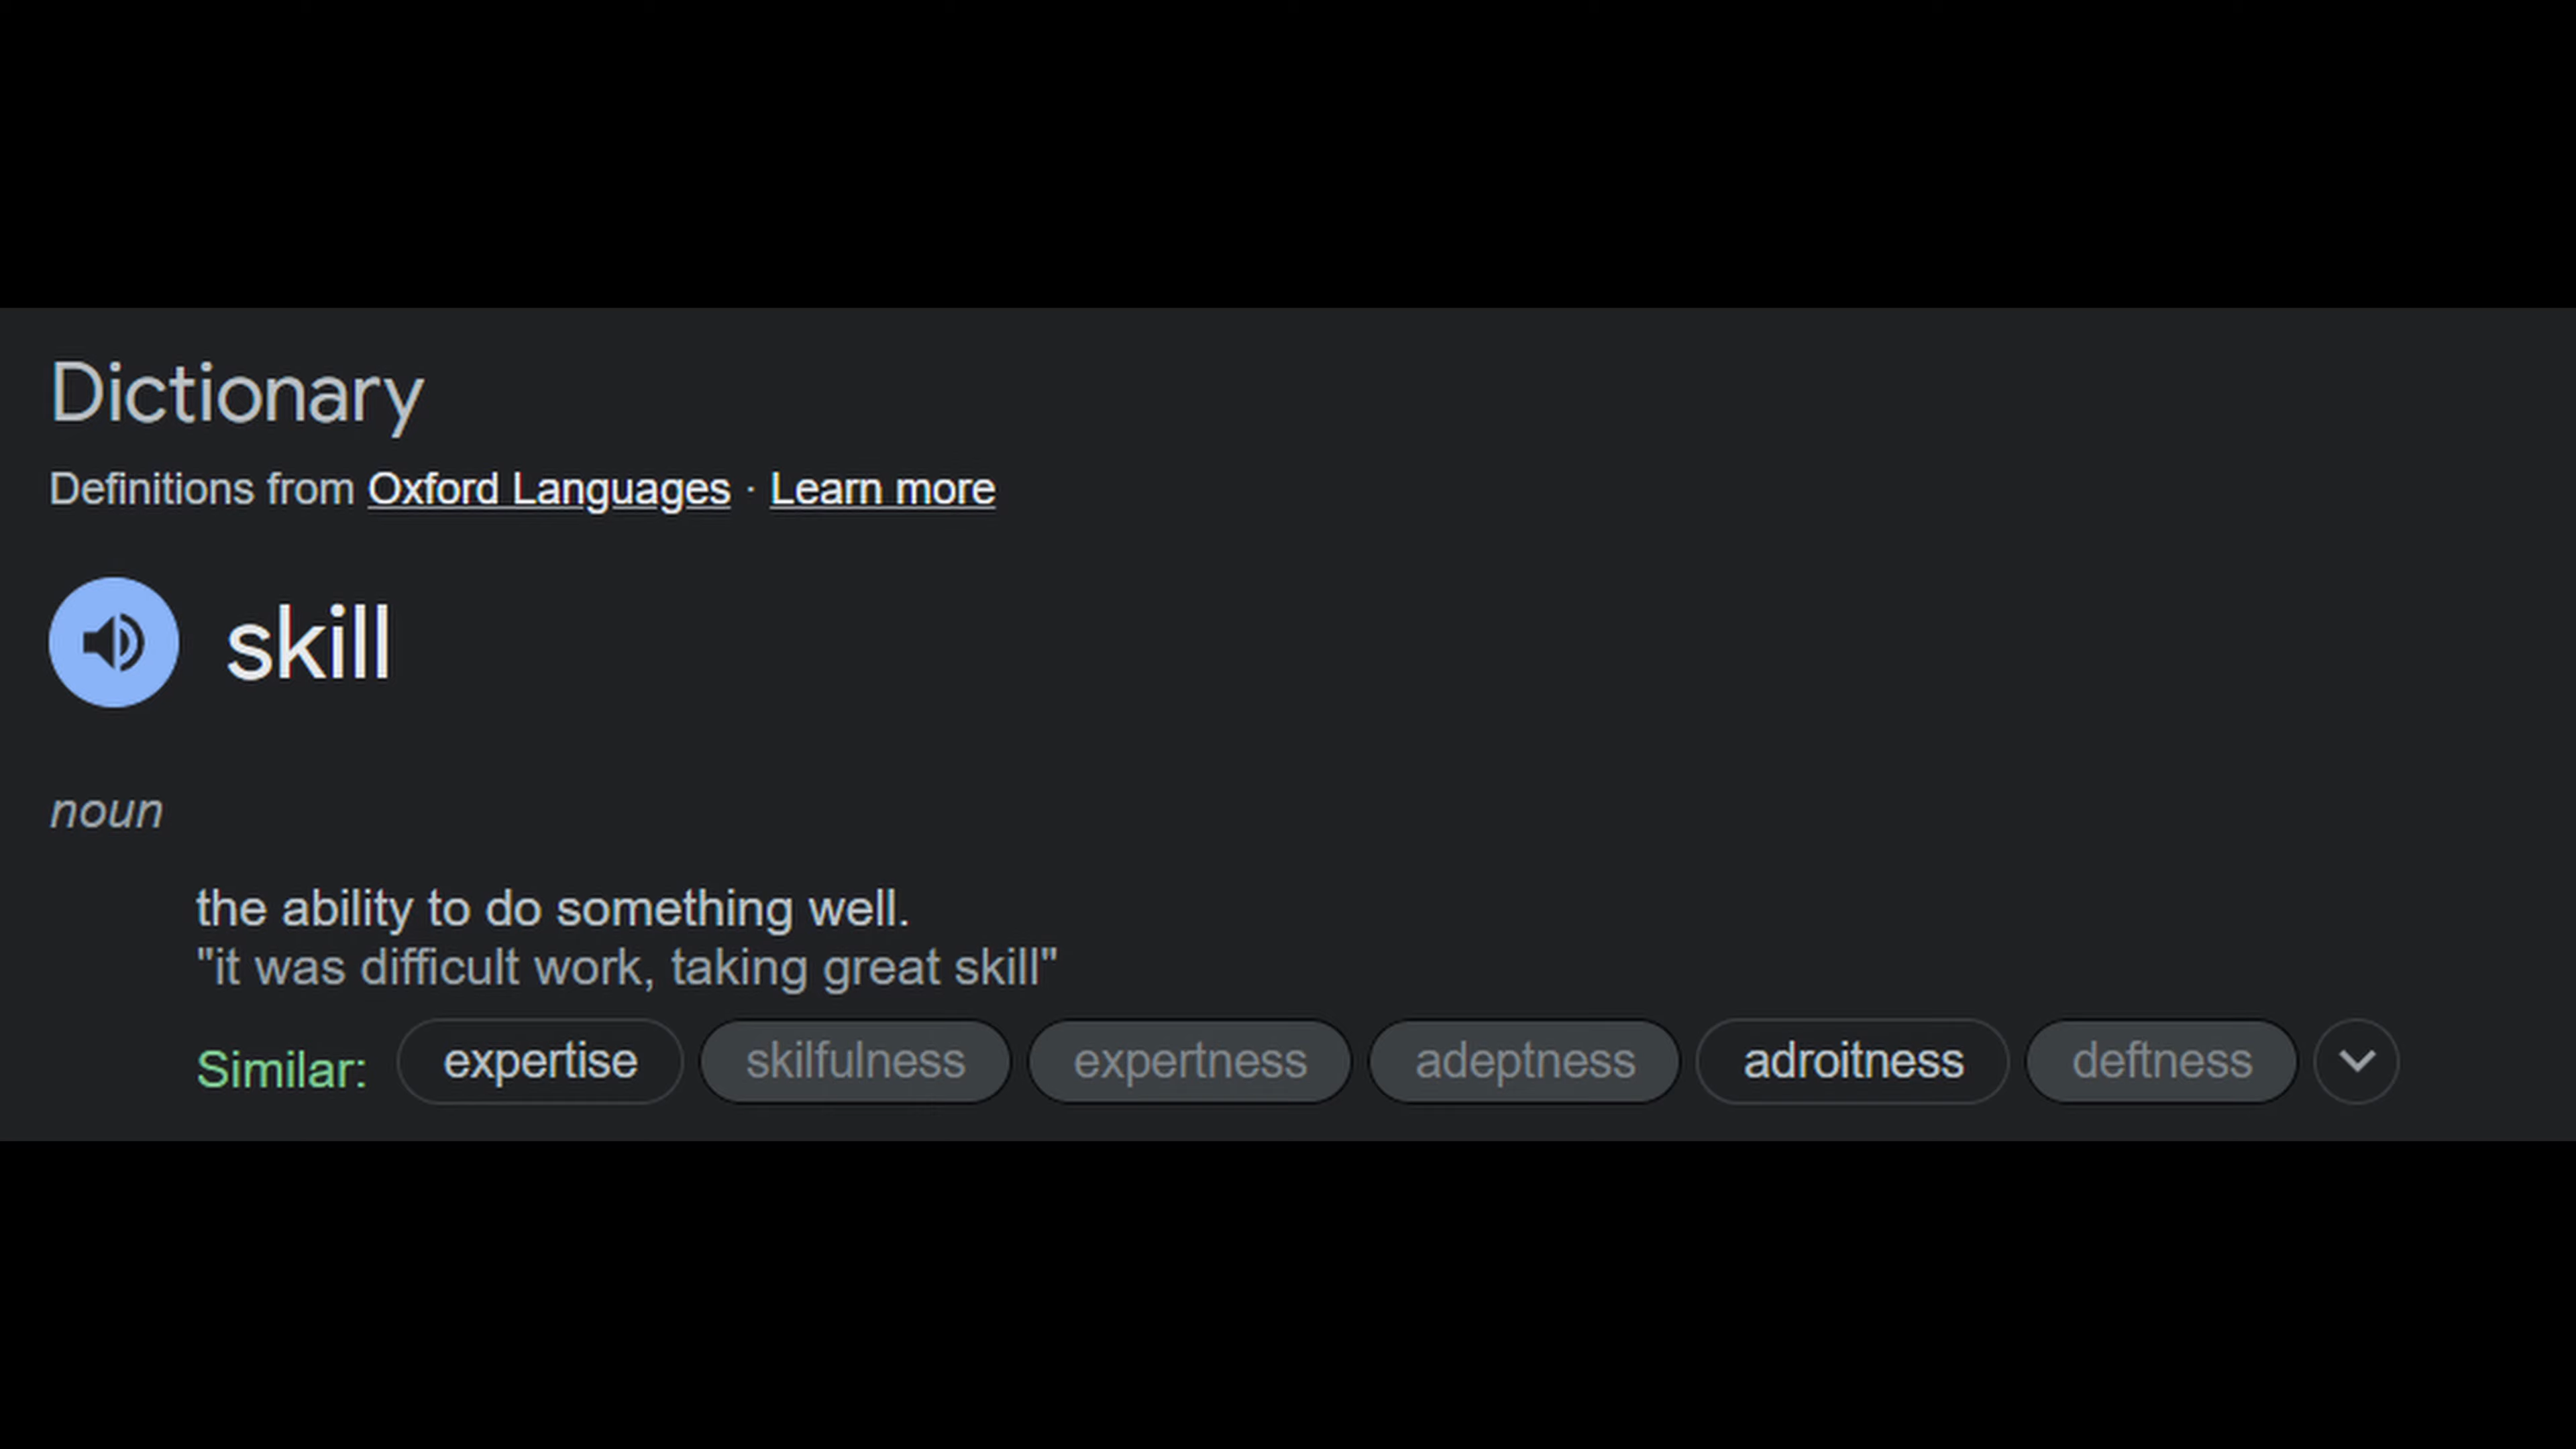 Dictionary
Definitions from Oxford Languages · Learn more
skill
noun
the ability to do something well.
"it was difficult work, taking great skill"
Similar: expertise skilfulness expertness adeptness adroitness deftness